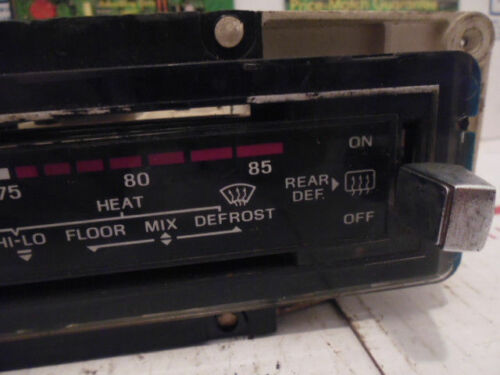 ON
75 80 85
HEAT
REAR
DEF.
HI-LO FLOOR MIX DEFROST
OFF